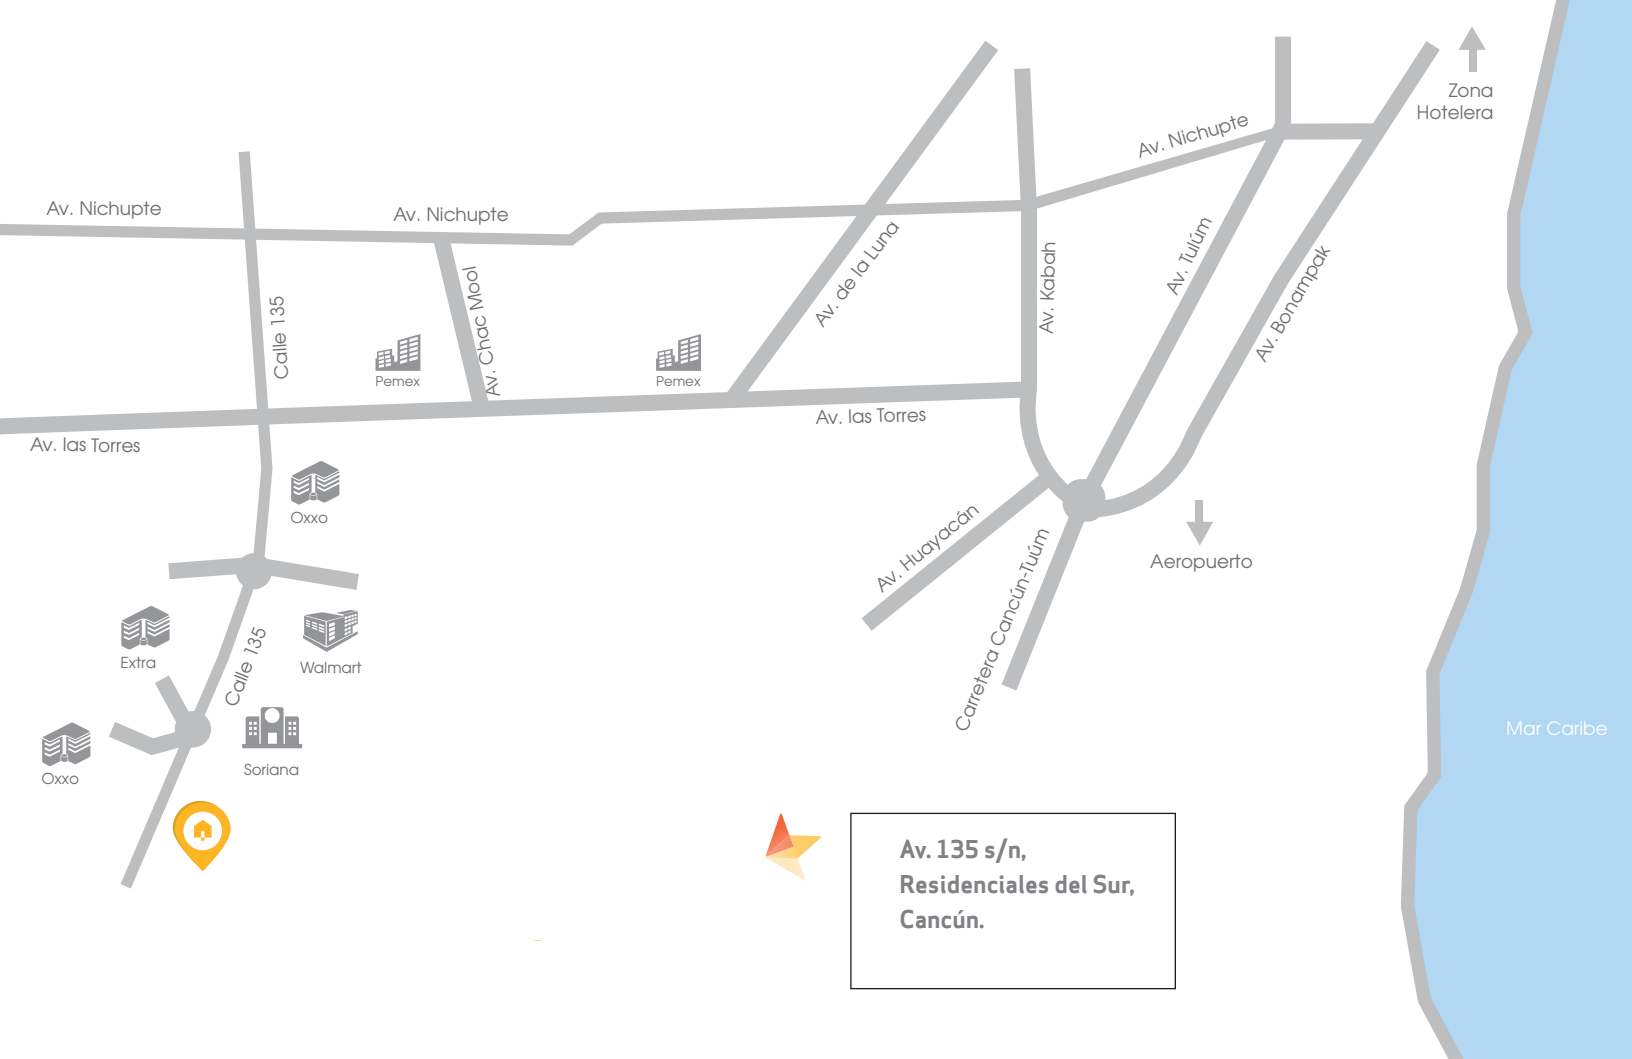 Zona
Hotelera
Av. Nichupte
Av. Nichupte
Av. Nichupte
Av. de la Luna
Av. Tulúm
Av. Kabah
Av. Bonampak
Calle 135
Av. Chac Mool
Pemex
Pemex
Av. las Torres
Av. las Torres
Oxxo
Av. Huayacán
Carretera Cancún-Tuúm
Aeropuerto
Extra
Calle 135
Walmart
Mar Caribe
Oxxo
Soriana
Av. 135 s/n,
Residenciales del Sur,
Cancún.